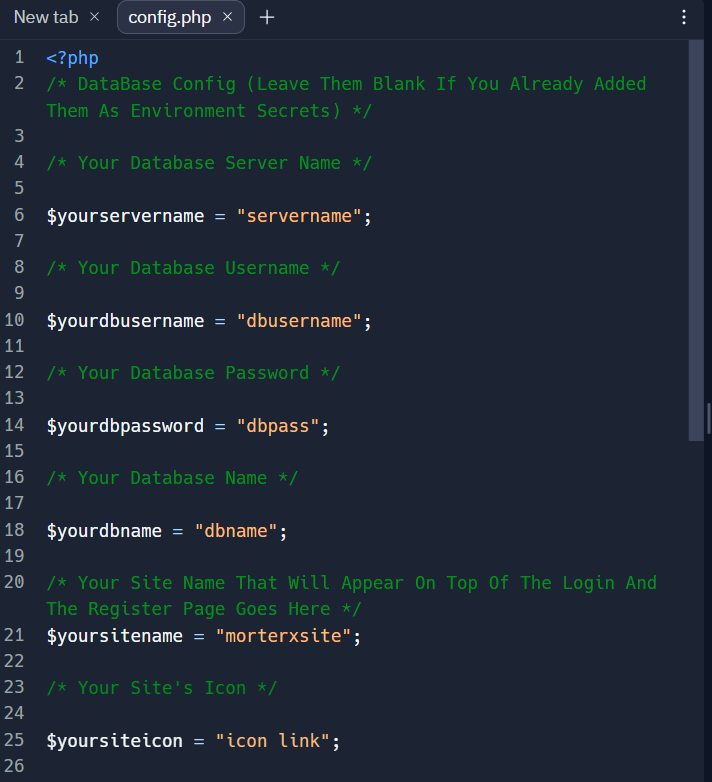 New tab × config.php × +
1 <?php
2 /* DataBase Config (Leave Them Blank If You Already Added
Them As Environment Secrets) */
3
4 /* Your Database Server Name */
5
6 $yourservername = "servername";
7
8 /* Your Database Username */
9
10 $yourdbusername = "dbusername";
11
12 /* Your Database Password */
13
14 $yourdbpassword = "dbpass";
15
16 /* Your Database Name */
17
18 $yourdbname = "dbname";
19
20 /* Your Site Name That Will Appear On Top Of The Login And
The Register Page Goes Here */
21 $yoursitename = "morterxsite";
22
23 /* Your Site's Icon */
24
25 $yoursiteicon = "icon link";
26